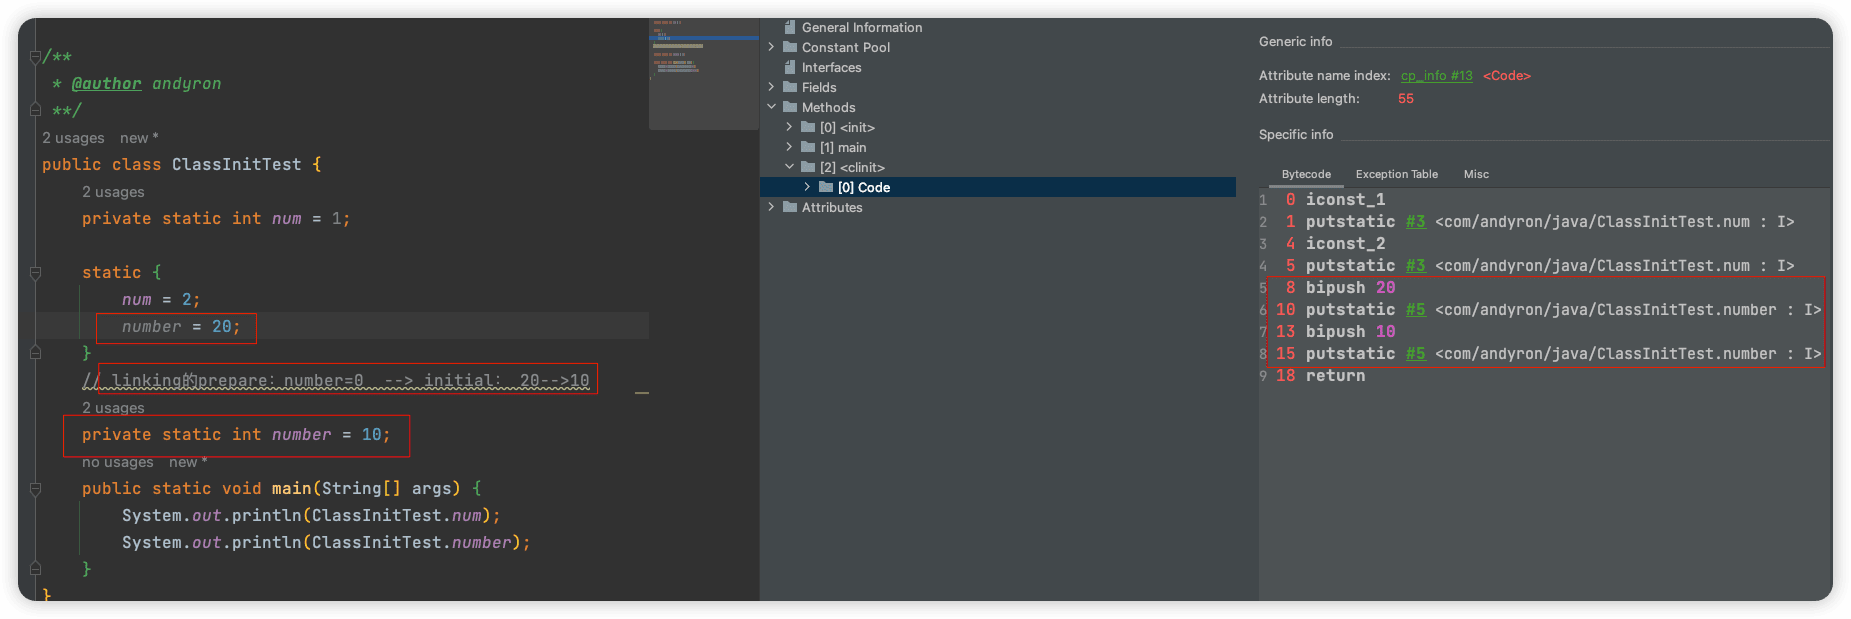 /**
* @author andyron
**/
2 usages new *
public class ClassInitTest {
2 usages
private static int num = 1;
static {
num = 2;
number = 20;
}
// linking的prepare: number=0 --> initial: 20-->10
2 usages
private static int number = 10;
no usages new *
public static void main(String[] args) {
System.out.println(ClassInitTest.num);
System.out.println(ClassInitTest.number);
}
}
General Information
Constant Pool
Interfaces
Fields
Methods
[0] <init>
[1] main
[2] <clinit>
[0] Code
Attributes
Generic info
Attribute name index: cp_info #13 <Code>
Attribute length: 55
Specific info
Bytecode Exception Table Misc
1 0 iconst_1
2 1 putstatic #3 <com/andyron/java/ClassInitTest.num : I>
3 4 iconst_2
4 5 putstatic #3 <com/andyron/java/ClassInitTest.num : I>
5 8 bipush 20
6 10 putstatic #5 <com/andyron/java/ClassInitTest.number : I>
7 13 bipush 10
8 15 putstatic #5 <com/andyron/java/ClassInitTest.number : I>
9 18 return